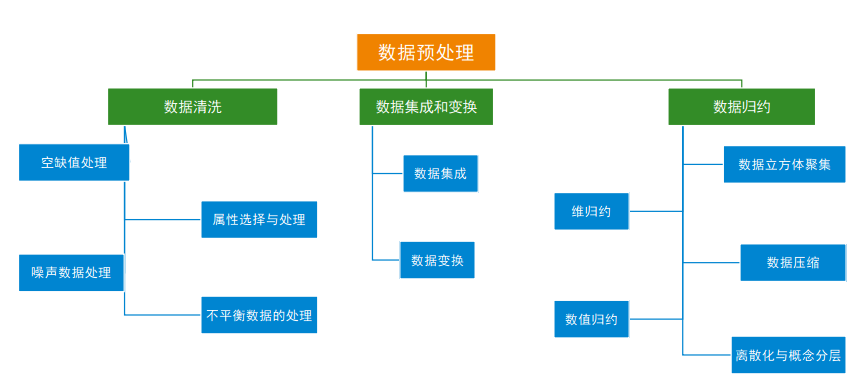 数据预处理
数据清洗
数据集成和变换
数据归约
空缺值处理
属性选择与处理
噪声数据处理
不平衡数据的处理
数据集成
数据变换
数据立方体聚集
维归约
数据压缩
数值归约
离散化与概念分层